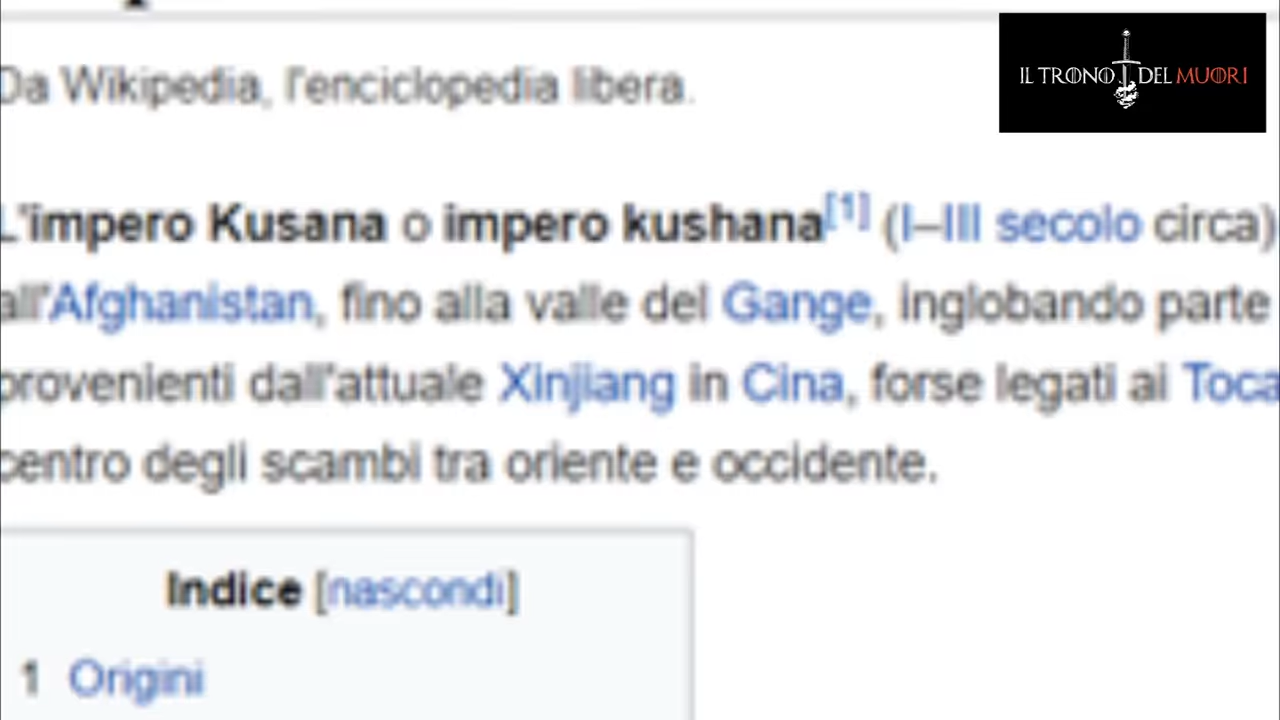 Da Wikipedia, l'enciclopedia libera.
IL TRONO DEL MUORI
L'impero Kusana o impero kushana[1] (I–III secolo circa)
all'Afghanistan, fino alla valle del Gange, inglobando parte
provenienti dall'attuale Xinjiang in Cina, forse legati ai Toca
centro degli scambi tra oriente e occidente.
Indice [nascondi]
1 Origini